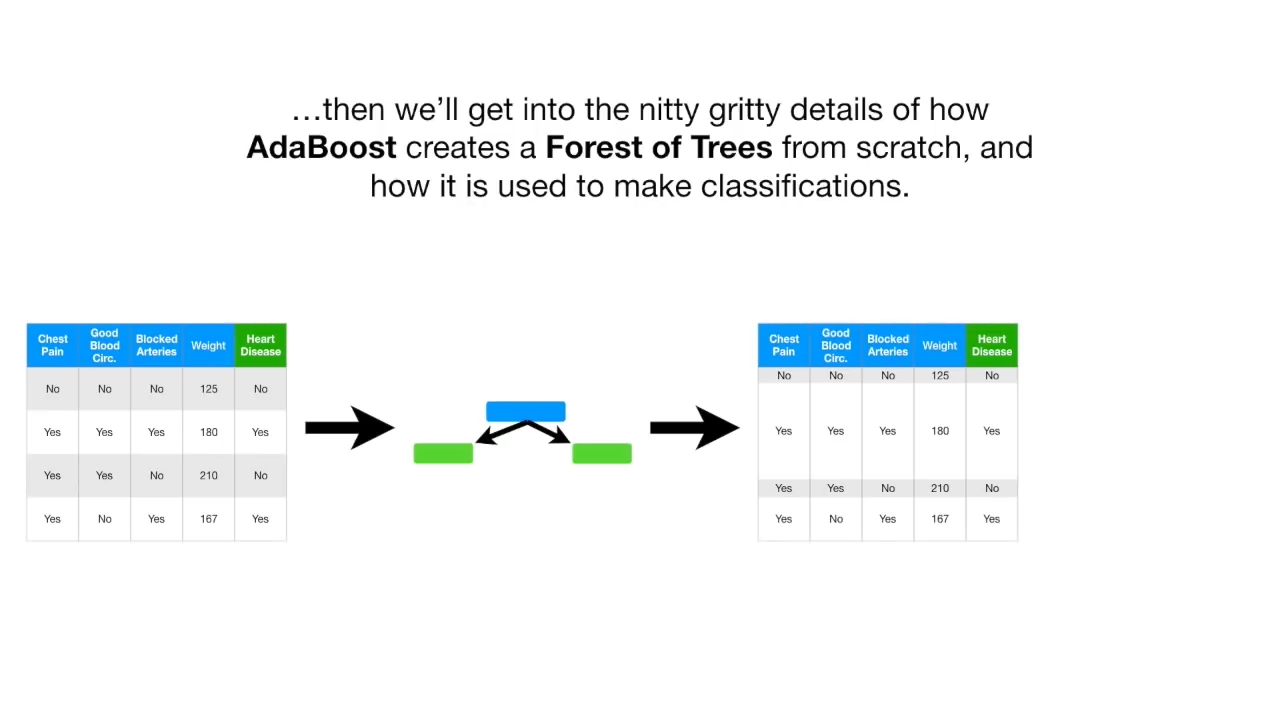 …then we’ll get into the nitty gritty details of how
AdaBoost creates a Forest of Trees from scratch, and
how it is used to make classifications.
Chest Pain Good Blood Circ. Blocked Arteries Weight Heart Disease
No No No 125 No
Yes Yes Yes 180 Yes
Yes Yes No 210 No
Yes No Yes 167 Yes
Chest Pain Good Blood Circ. Blocked Arteries Weight Heart Disease
No No No 125 No
Yes Yes Yes 180 Yes
Yes Yes No 210 No
Yes No Yes 167 Yes